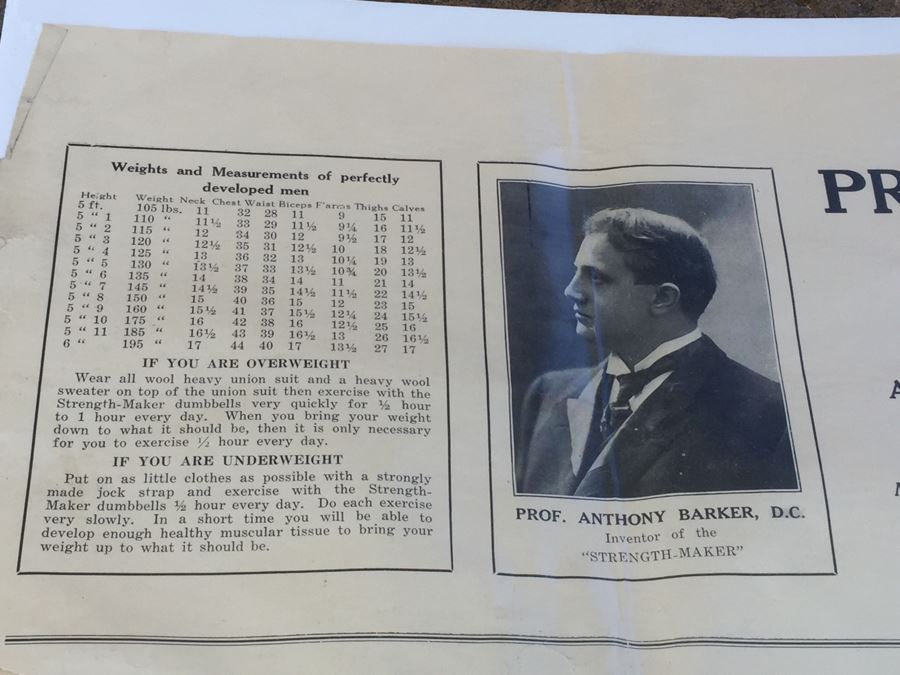 Weights and Measurements of perfectly
developed men
Height Weight Neck Chest Waist Biceps F'arms Thighs Calves
5 ft. 105 lbs. 11 32 28 11 9 15 11
5 " 1 110 " 11½ 33 29 11½ 9¼ 16 11½
5 " 2 115 " 12 34 30 12 9½ 17 12
5 " 3 120 " 12½ 35 31 12½ 10 18 12½
5 " 4 125 " 13 36 32 13 10¼ 19 13
5 " 5 130 " 13½ 37 33 13½ 10¾ 20 13½
5 " 6 135 " 14 38 34 14 11 21 14
5 " 7 145 " 14½ 39 35 14½ 11½ 22 14½
5 " 8 150 " 15 40 36 15 12 23 15
5 " 9 160 " 15½ 41 37 15½ 12¼ 24 15½
5 " 10 175 " 16 42 38 16 12½ 25 16
5 " 11 185 " 16½ 43 39 16½ 13 26 16½
6 " 195 " 17 44 40 17 13½ 27 17
IF YOU ARE OVERWEIGHT
Wear all wool heavy union suit and a heavy wool
sweater on top of the union suit then exercise with the
Strength-Maker dumbbells very quickly for ½ hour
to 1 hour every day. When you bring your weight
down to what it should be, then it is only necessary
for you to exercise ½ hour every day.
IF YOU ARE UNDERWEIGHT
Put on as little clothes as possible with a strongly
made jock strap and exercise with the Strength-
Maker dumbbells ½ hour every day. Do each exercise
very slowly. In a short time you will be able to
develop enough healthy muscular tissue to bring your
weight up to what it should be.
PROF. ANTHONY BARKER, D.C.
Inventor of the
"STRENGTH-MAKER"
PR
A